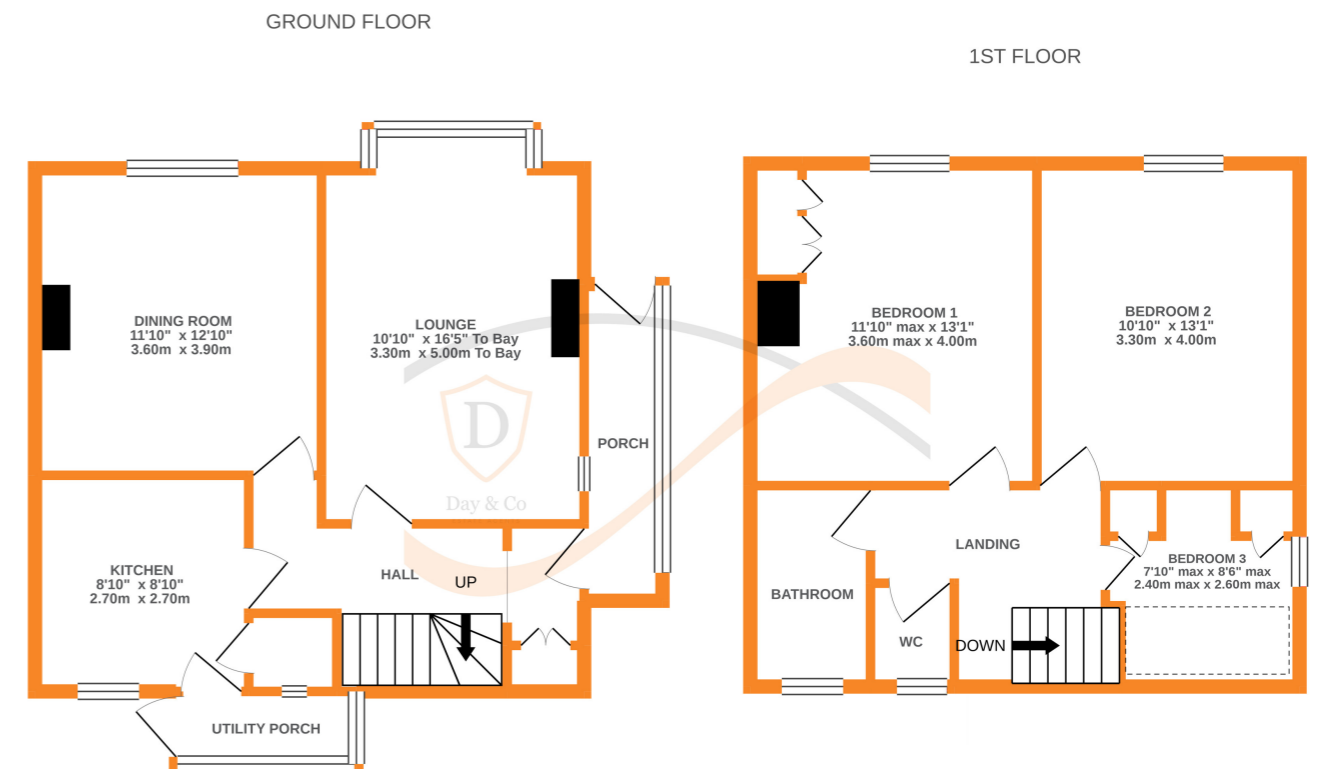 GROUND FLOOR
1ST FLOOR
DINING ROOM
11'10" x 12'10"
3.60m x 3.90m
LOUNGE
10'10" x 16'5" To Bay
3.30m x 5.00m To Bay
PORCH
D
Day & Co
KITCHEN
8'10" x 8'10"
2.70m x 2.70m
HALL
UP
UTILITY PORCH
BEDROOM 1
11'10" max x 13'1"
3.60m max x 4.00m
BEDROOM 2
10'10" x 13'1"
3.30m x 4.00m
LANDING
BEDROOM 3
7'10" max x 8'6" max
2.40m max x 2.60m max
BATHROOM
WC
DOWN